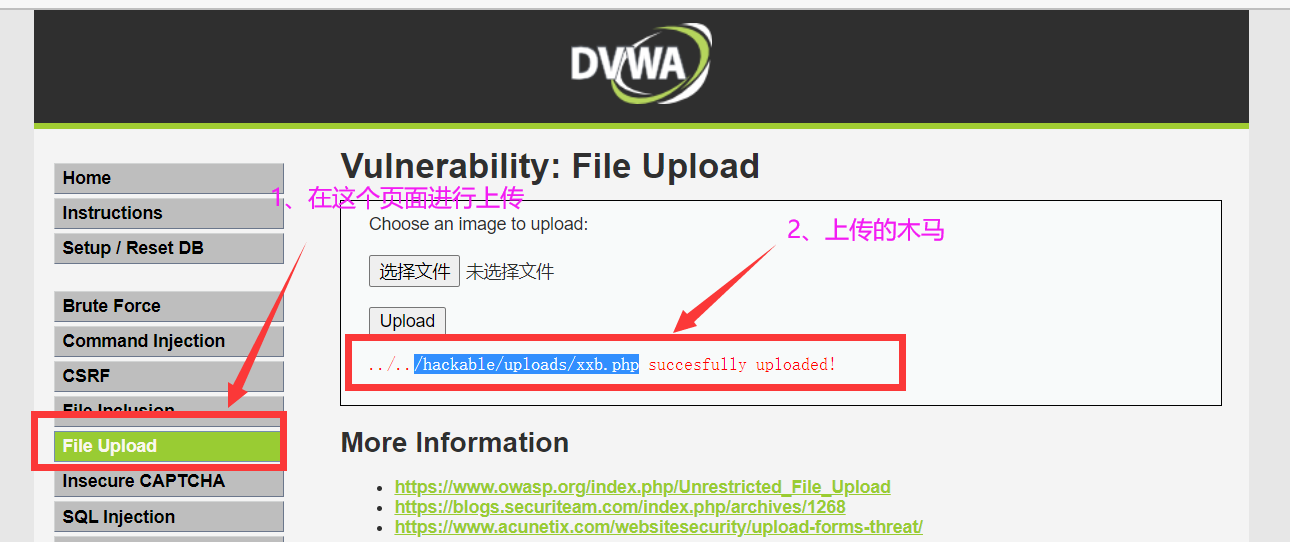 DVWA
Home
Instructions
Setup / Reset DB
Brute Force
Command Injection
CSRF
File Inclusion
File Upload
Insecure CAPTCHA
SQL Injection
Vulnerability: File Upload
1、在这个页面进行上传
Choose an image to upload:
2、上传的木马
选择文件 未选择文件
Upload
../../hackable/uploads/xxb.php succesfully uploaded!
More Information
https://www.owasp.org/index.php/Unrestricted_File_Upload
https://blogs.securiteam.com/index.php/archives/1268
https://www.acunetix.com/websitesecurity/upload-forms-threat/